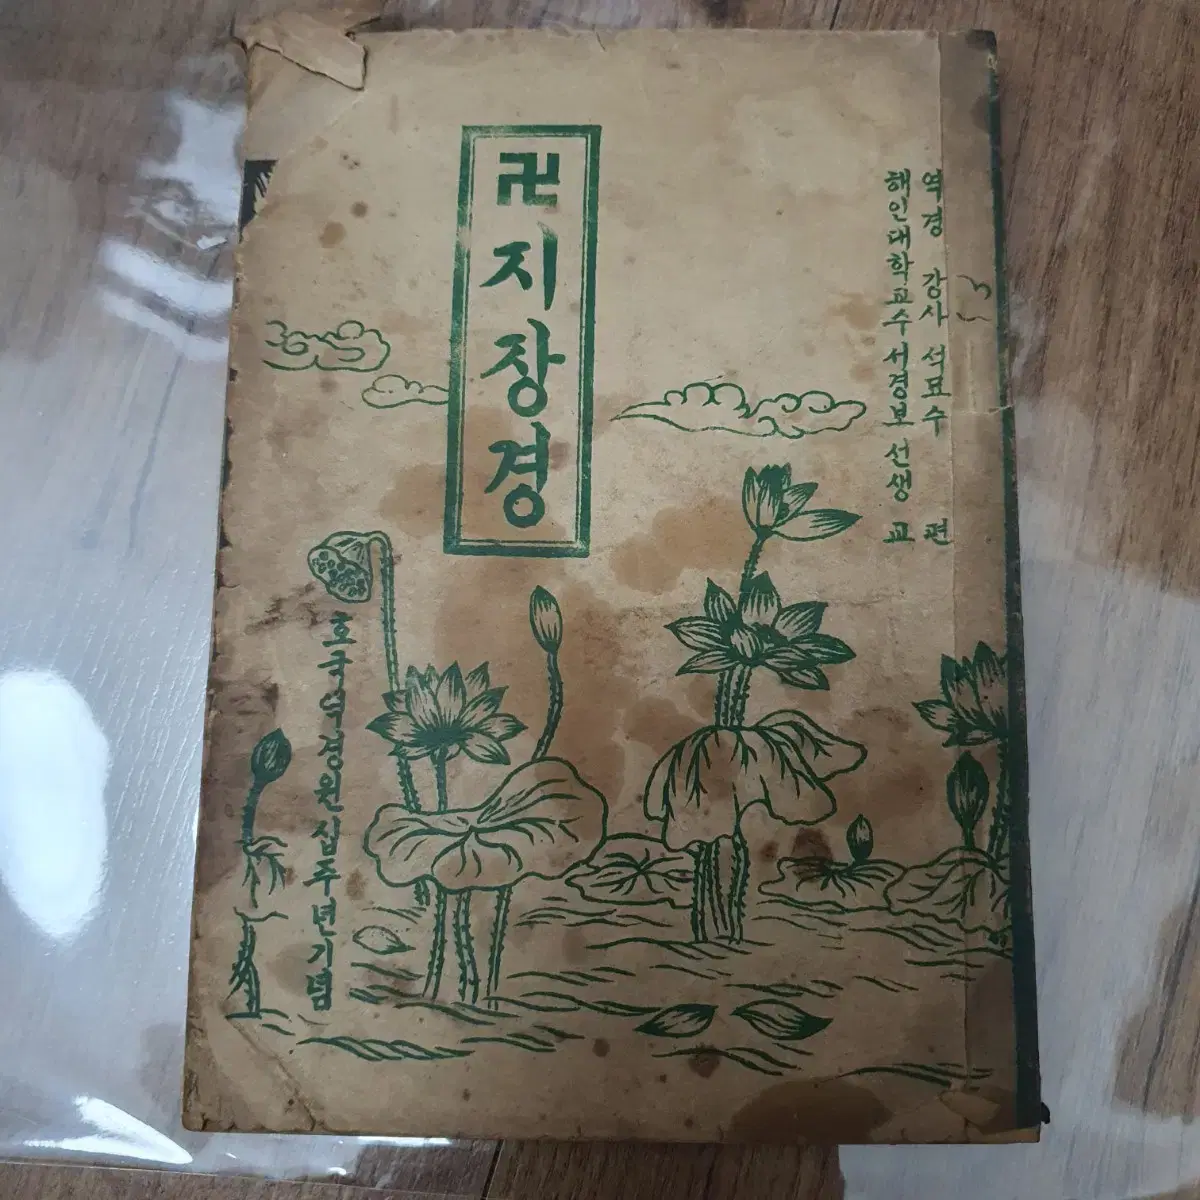 역경 강사 석묘수 편
해인대학교수 서경보 선생 교
卍 지장경
호국역경원십주년기념